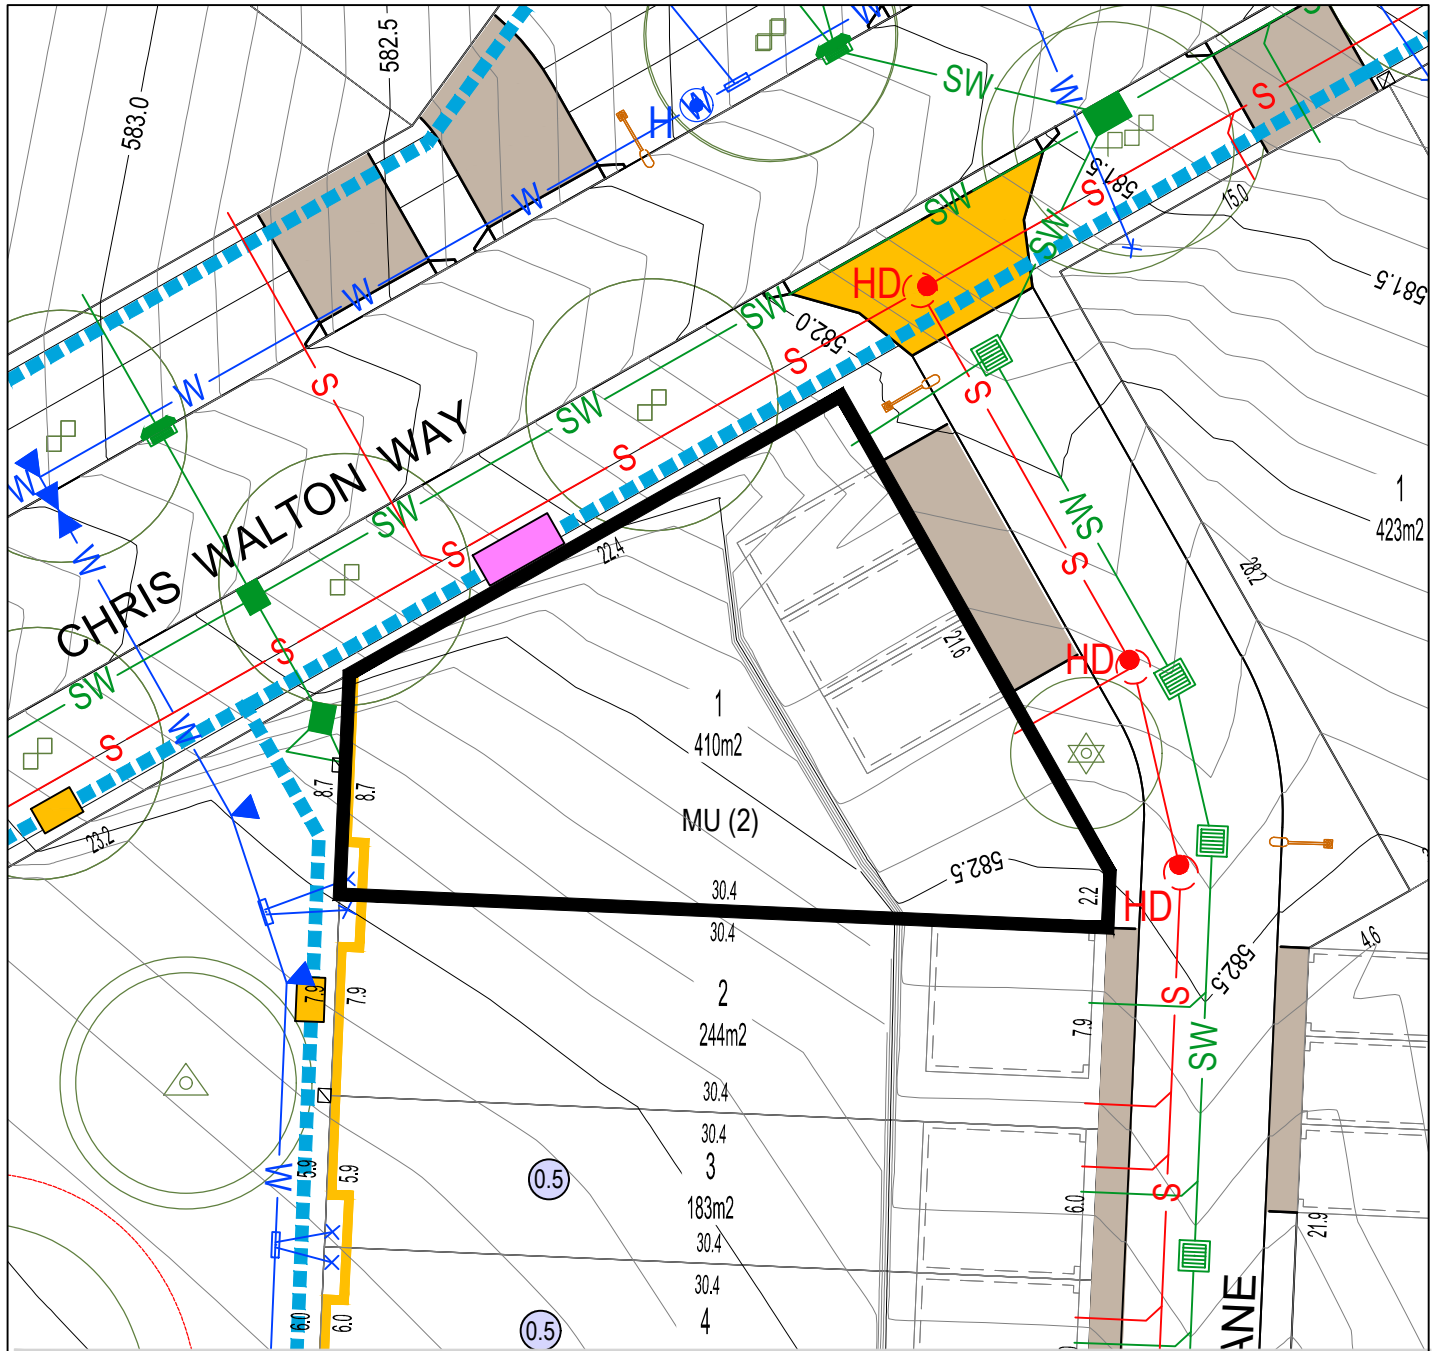 582.5
583.0
W
W
S
SW
W
S
H
W
581.5
S
15.0
W
SW
581.5
SW
HD
W
SW
582.0
S
S
W
SW
S
CHRIS WALTON WAY
S
SW
1
423m2
SW
W
S
22.4
S
28.2
W
21.6
S
HD
SW
1
410m2
W
S
8.7
8.7
MU (2)
23.2
582.5
30.4
2.2
HD
30.4
4.6
582.5
2
244m2
7.9
7.9
7.9
S
SW
30.4
30.4
3
183m2
0.5
W
5.9
5.9
6.0
S
21.9
30.4
30.4
4
0.5
6.0
6.0
ANE